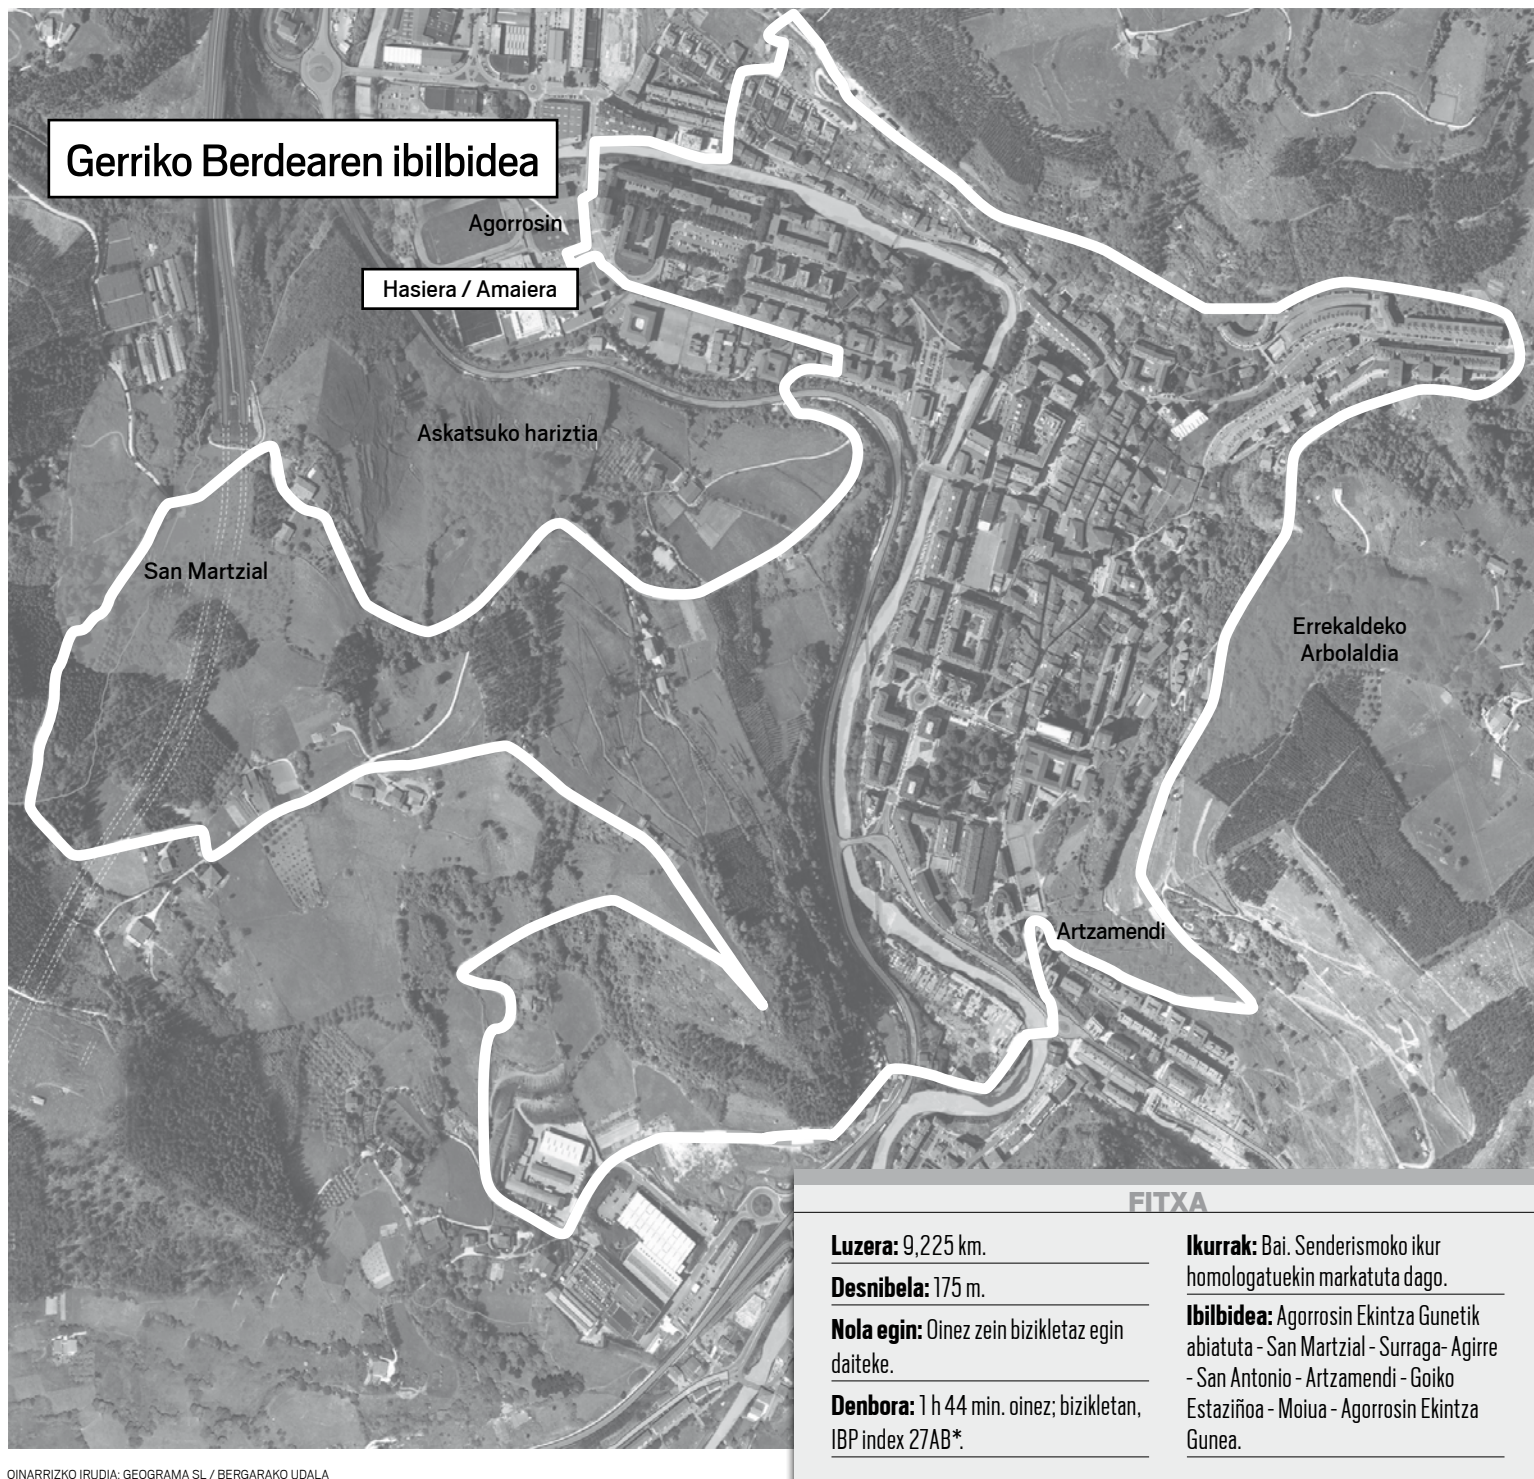 Gerriko Berdearen ibilbidea
Agorrosin
Hasiera / Amaiera
Askatsuko hariztia
San Martzial
Errekaldeko
Arbolaldia
Artzamendi
FITXA
Luzera: 9,225 km.
Desnibela: 175 m.
Nola egin: Oinez zein bizikletaz egin
daiteke.
Denbora: 1 h 44 min. oinez; bizikletan,
IBP index 27AB*.
Ikurrak: Bai. Senderismoko ikur
homologatuekin markatuta dago.
Ibilbidea: Agorrosin Ekintza Gunetik
abiatuta - San Martzial - Surraga- Agirre
- San Antonio - Artzamendi - Goiko
Estaziñoa - Moiua - Agorrosin Ekintza
Gunea.
OINARRIZKO IRUDIA: GEOGRAMA SL / BERGARAKO UDALA